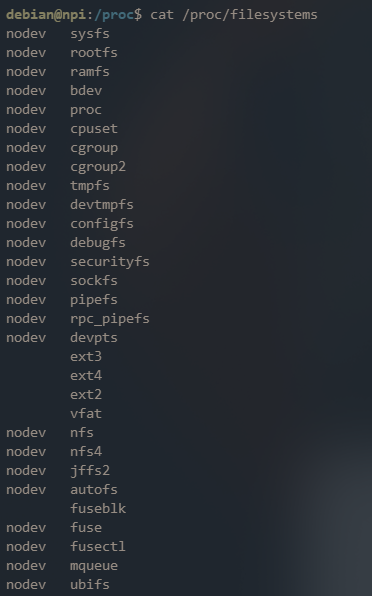 debian@npi:/proc$ cat /proc/filesystems
nodev   sysfs
nodev   rootfs
nodev   ramfs
nodev   bdev
nodev   proc
nodev   cpuset
nodev   cgroup
nodev   cgroup2
nodev   tmpfs
nodev   devtmpfs
nodev   configfs
nodev   debugfs
nodev   securityfs
nodev   sockfs
nodev   pipefs
nodev   rpc_pipefs
nodev   devpts
        ext3
        ext4
        ext2
        vfat
nodev   nfs
nodev   nfs4
nodev   jffs2
nodev   autofs
        fuseblk
nodev   fuse
nodev   fusectl
nodev   mqueue
nodev   ubifs